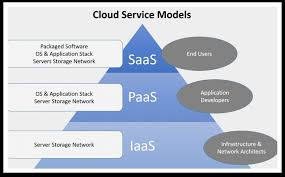 Cloud Service Models
Packaged Software
OS & Application Stack
Servers Storage Network
SaaS
End Users
OS & Application Stack
Server Storage Network
PaaS
Application
Developers
Server Storage Network
IaaS
Infrastructure &
Network Architects